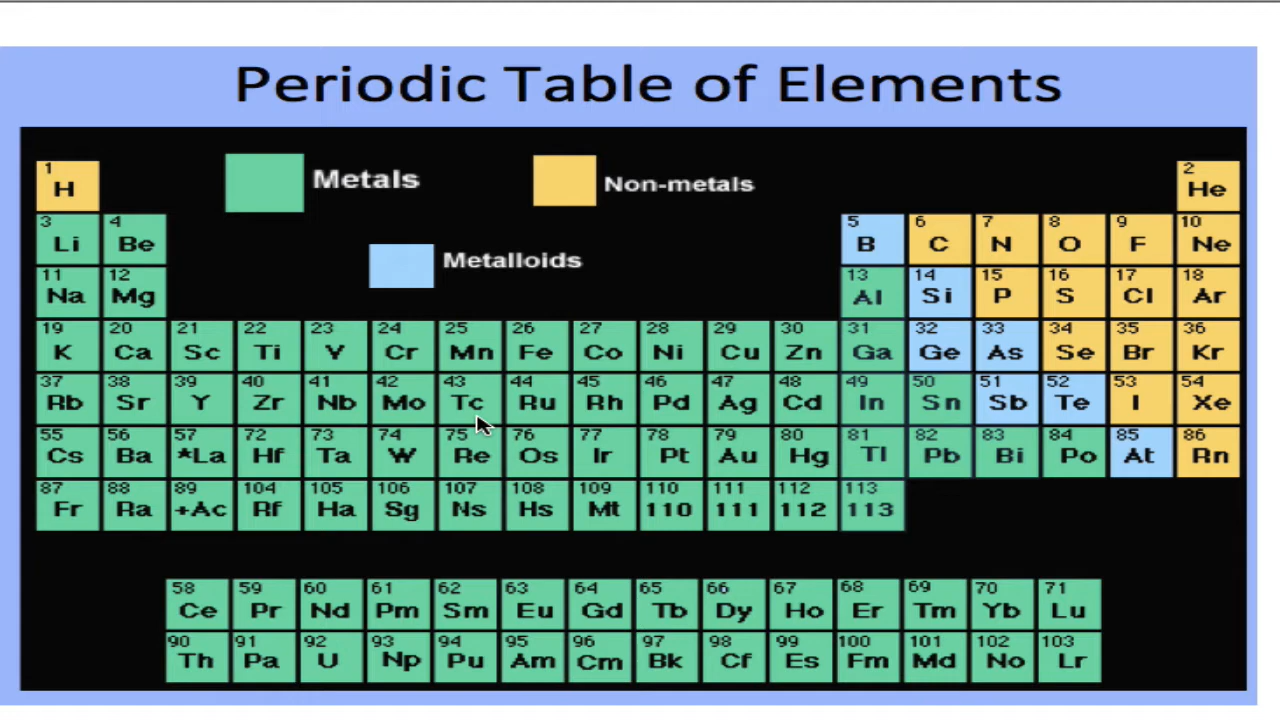 Periodic Table of Elements
Metals Non-metals
Metalloids
1 2
H He
3 4 5 6 7 8 9 10
Li Be B C N O F Ne
11 12 13 14 15 16 17 18
Na Mg Al Si P S Cl Ar
19 20 21 22 23 24 25 26 27 28 29 30 31 32 33 34 35 36
K Ca Sc Ti V Cr Mn Fe Co Ni Cu Zn Ga Ge As Se Br Kr
37 38 39 40 41 42 43 44 45 46 47 48 49 50 51 52 53 54
Rb Sr Y Zr Nb Mo Tc Ru Rh Pd Ag Cd In Sn Sb Te I Xe
55 56 57 72 73 74 75 76 77 78 79 80 81 82 83 84 85 86
Cs Ba *La Hf Ta W Re Os Ir Pt Au Hg Tl Pb Bi Po At Rn
87 88 89 104 105 106 107 108 109 110 111 112 113
Fr Ra +Ac Rf Ha Sg Ns Hs Mt 110 111 112 113
58 59 60 61 62 63 64 65 66 67 68 69 70 71
Ce Pr Nd Pm Sm Eu Gd Tb Dy Ho Er Tm Yb Lu
90 91 92 93 94 95 96 97 98 99 100 101 102 103
Th Pa U Np Pu Am Cm Bk Cf Es Fm Md No Lr